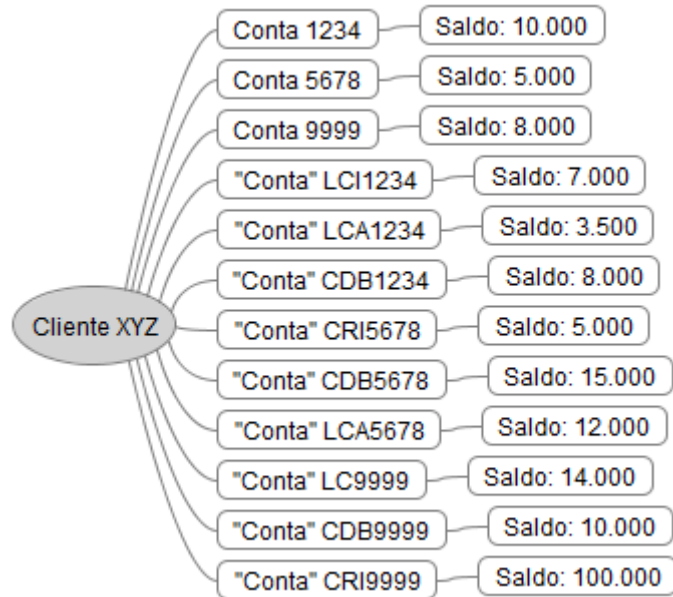 Conta 1234 Saldo: 10.000
Conta 5678 Saldo: 5.000
Conta 9999 Saldo: 8.000
"Conta" LCI1234 Saldo: 7.000
"Conta" LCA1234 Saldo: 3.500
"Conta" CDB1234 Saldo: 8.000
Cliente XYZ
"Conta" CRI5678 Saldo: 5.000
"Conta" CDB5678 Saldo: 15.000
"Conta" LCA5678 Saldo: 12.000
"Conta" LC9999 Saldo: 14.000
"Conta" CDB9999 Saldo: 10.000
"Conta" CRI9999 Saldo: 100.000